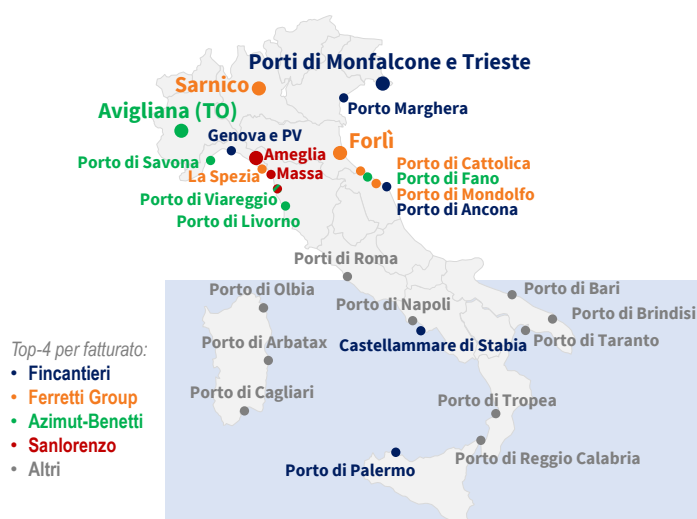 Porti di Monfalcone e Trieste
Sarnico
Porto Marghera
Avigliana (TO)
Genova e PV
Forlì
Ameglia
Porto di Savona
Porto di Cattolica
La Spezia
Massa
Porto di Fano
Porto di Mondolfo
Porto di Viareggio
Porto di Ancona
Porto di Livorno
Porti di Roma
Porto di Olbia
Porto di Bari
Porto di Napoli
Porto di Brindisi
Porto di Arbatax
Castellammare di Stabia
Porto di Taranto
Porto di Cagliari
Porto di Tropea
Porto di Reggio Calabria
Porto di Palermo
Top-4 per fatturato:
• Fincantieri
• Ferretti Group
• Azimut-Benetti
• Sanlorenzo
• Altri